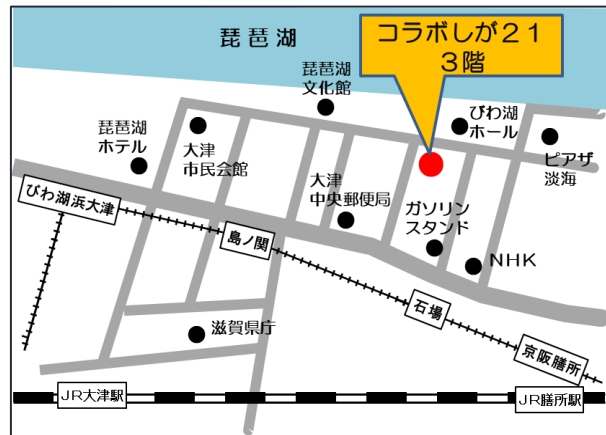 琵琶湖
コラボしが２１
３階
琵琶湖
文化館
びわ湖
ホール
琵琶湖
ホテル
大津
市民会館
ピアザ
淡海
大津
中央郵便局
ガソリン
スタンド
びわ湖浜大津
島ノ関
NHK
石場
滋賀県庁
京阪膳所
JR大津駅
JR膳所駅